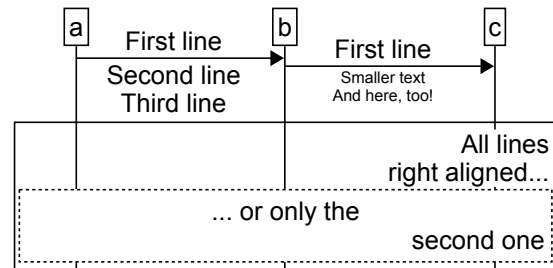 a
b
c
First line
Second line
Third line
First line
Smaller text
And here, too!
All lines
right aligned...
... or only the
second one